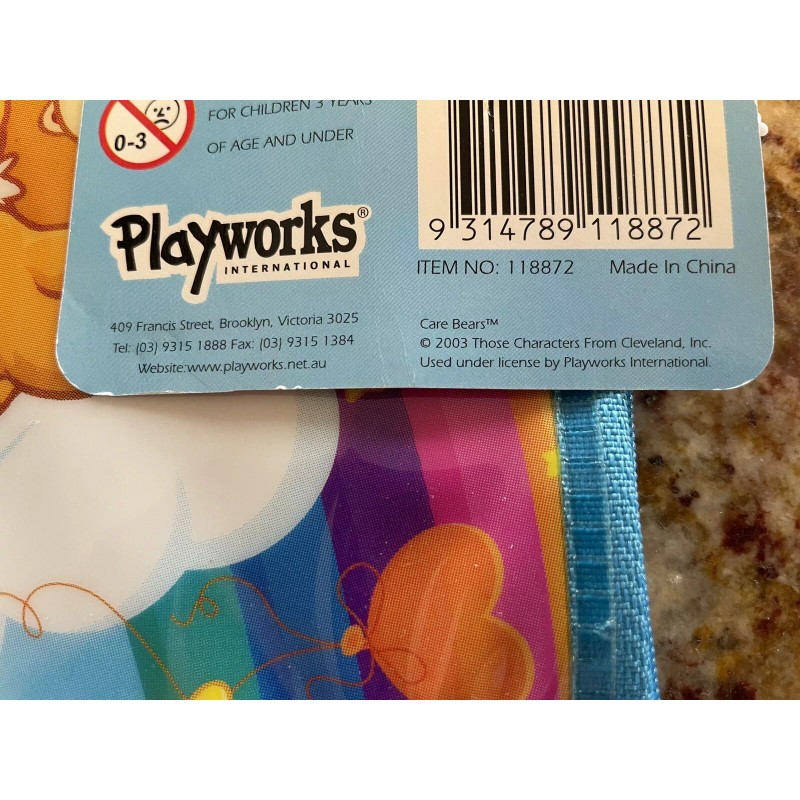 FOR CHILDREN 3 YEARS
0-3
OF AGE AND UNDER
Playworks®
INTERNATIONAL
409 Francis Street, Brooklyn, Victoria 3025
Tel: (03) 9315 1888 Fax: (03) 9315 1384
Website:www.playworks.net.au
9 314789 118872
ITEM NO: 118872 Made In China
Care Bears™
© 2003 Those Characters From Cleveland, Inc.
Used under license by Playworks International.